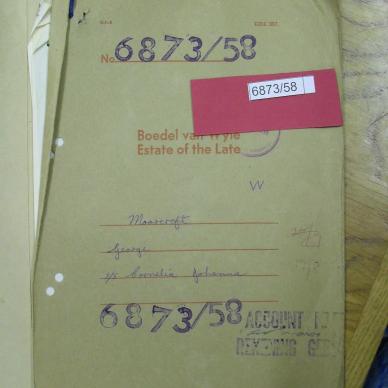 No. 6873/58
6873/58
Boedel van Wyle
Estate of the Late
W
Moorcroft
George
s/s Cornelia Johanna
6873/58
ACCOUNT